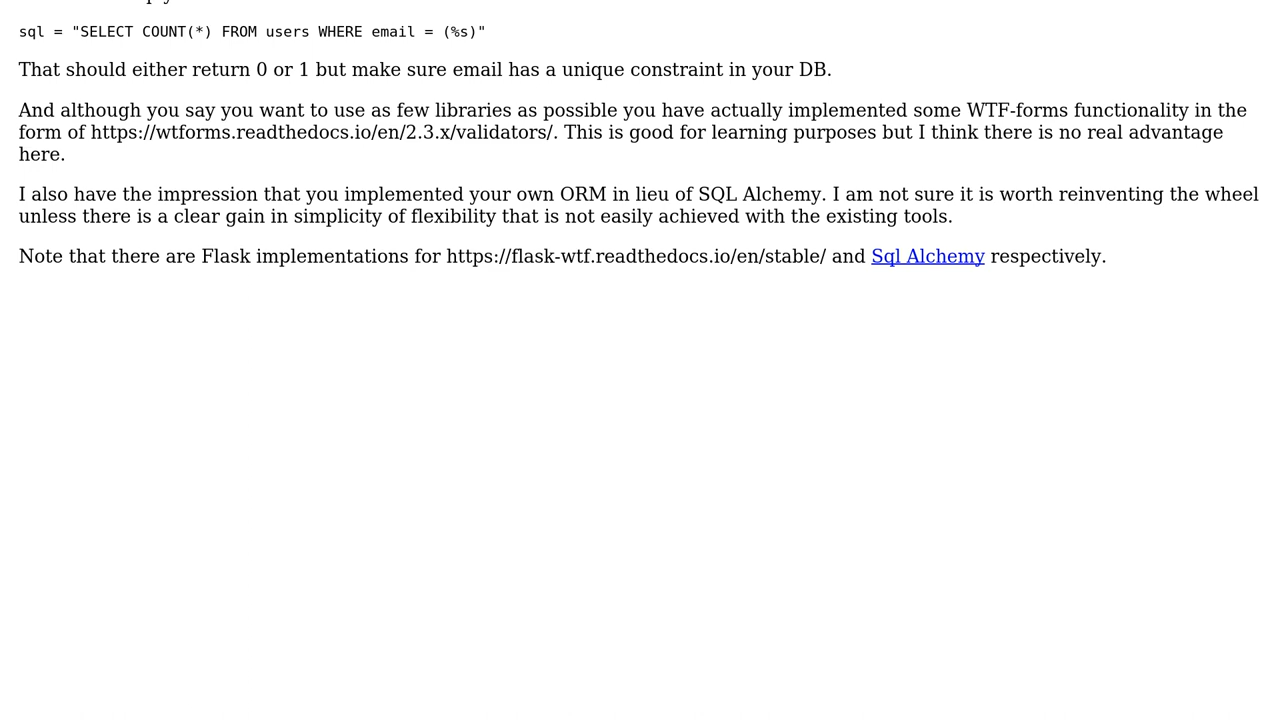 sql = "SELECT COUNT(*) FROM users WHERE email = (%s)"
That should either return 0 or 1 but make sure email has a unique constraint in your DB.
And although you say you want to use as few libraries as possible you have actually implemented some WTF-forms functionality in the
form of https://wtforms.readthedocs.io/en/2.3.x/validators/. This is good for learning purposes but I think there is no real advantage
here.
I also have the impression that you implemented your own ORM in lieu of SQL Alchemy. I am not sure it is worth reinventing the wheel
unless there is a clear gain in simplicity of flexibility that is not easily achieved with the existing tools.
Note that there are Flask implementations for https://flask-wtf.readthedocs.io/en/stable/ and Sql Alchemy respectively.